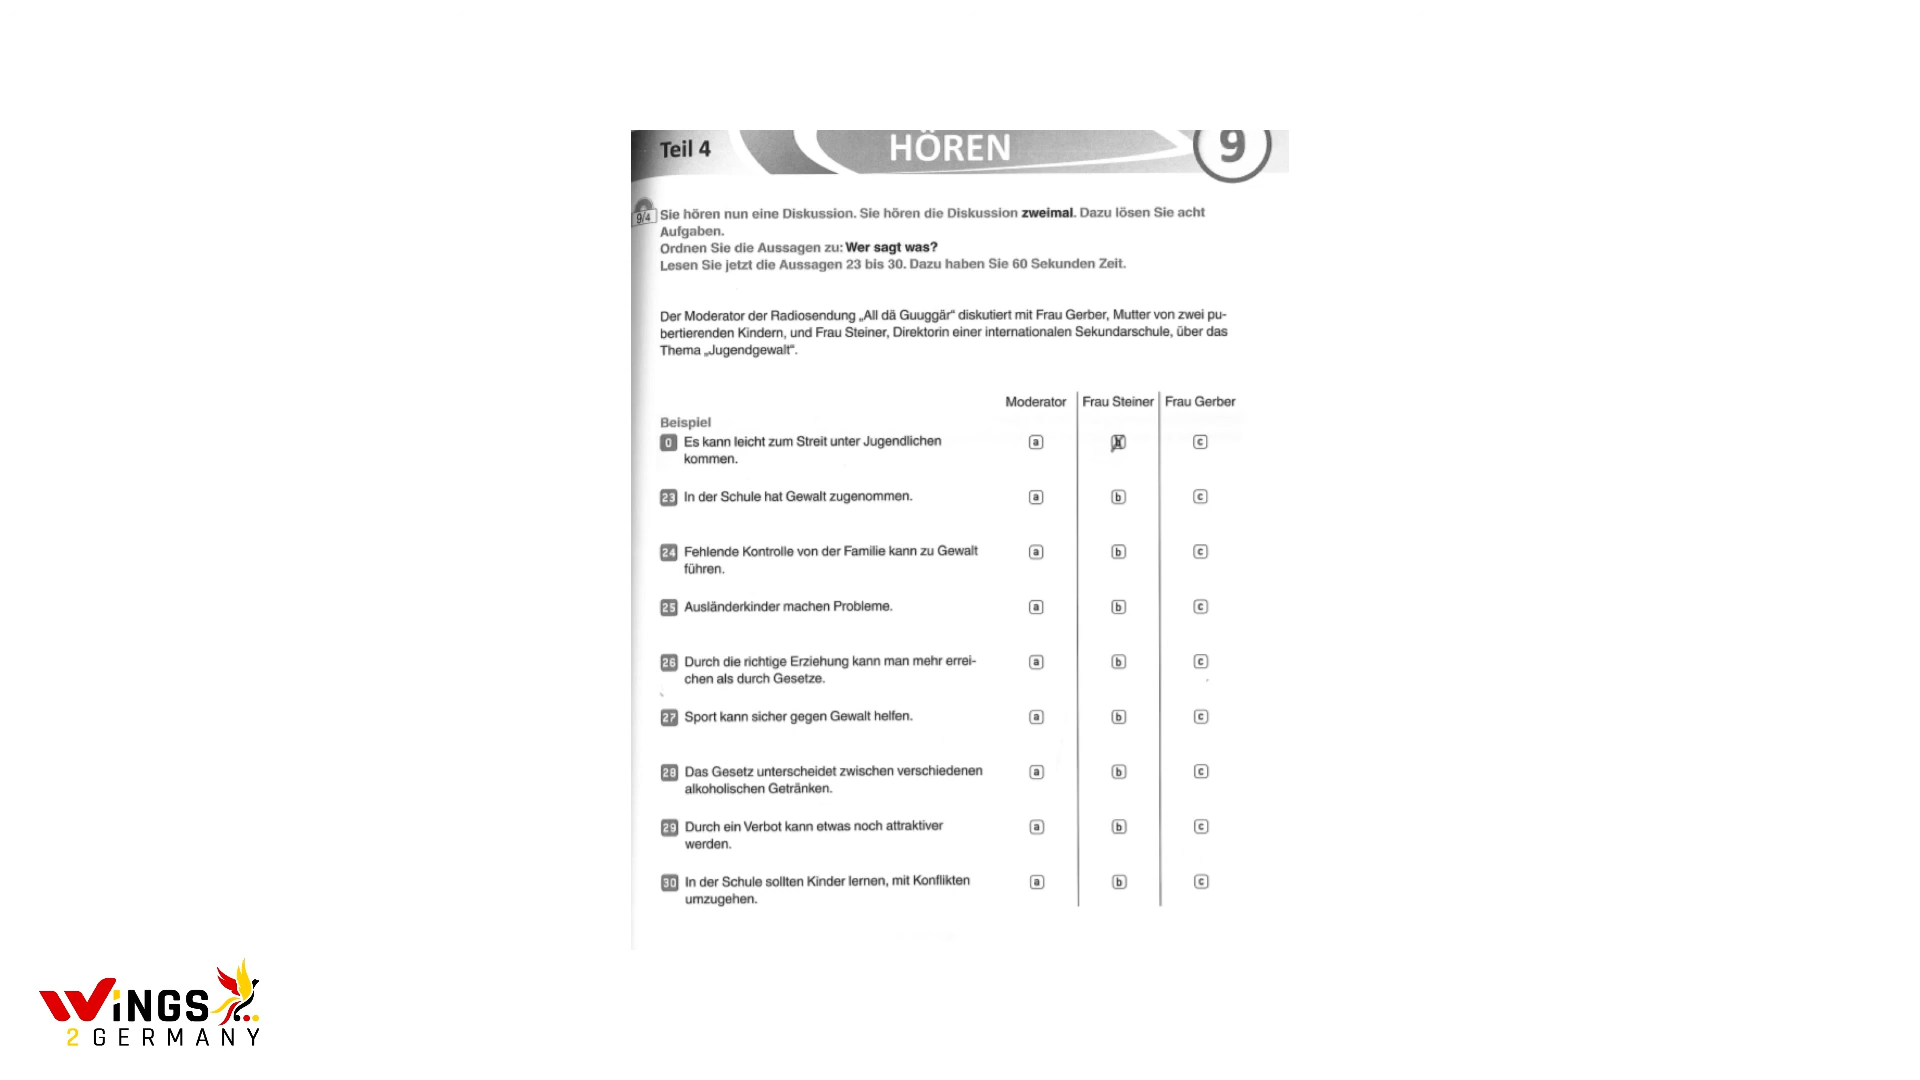 Teil 4
HÖREN
9
9/4
Sie hören nun eine Diskussion. Sie hören die Diskussion zweimal. Dazu lösen Sie acht
Aufgaben.
Ordnen Sie die Aussagen zu: Wer sagt was?
Lesen Sie jetzt die Aussagen 23 bis 30. Dazu haben Sie 60 Sekunden Zeit.
Der Moderator der Radiosendung „All dä Guuggär“ diskutiert mit Frau Gerber, Mutter von zwei pu-
bertierenden Kindern, und Frau Steiner, Direktorin einer internationalen Sekundarschule, über das
Thema „Jugendgewalt“.
Moderator Frau Steiner Frau Gerber
Beispiel
0 Es kann leicht zum Streit unter Jugendlichen a c
kommen.
23 In der Schule hat Gewalt zugenommen. a b c
24 Fehlende Kontrolle von der Familie kann zu Gewalt a b c
führen.
25 Ausländerkinder machen Probleme. a b c
26 Durch die richtige Erziehung kann man mehr errei- a b c
chen als durch Gesetze.
27 Sport kann sicher gegen Gewalt helfen. a b c
28 Das Gesetz unterscheidet zwischen verschiedenen a b c
alkoholischen Getränken.
29 Durch ein Verbot kann etwas noch attraktiver a b c
werden.
30 In der Schule sollten Kinder lernen, mit Konflikten a b c
umzugehen.
WiNGS
2 GERMANY